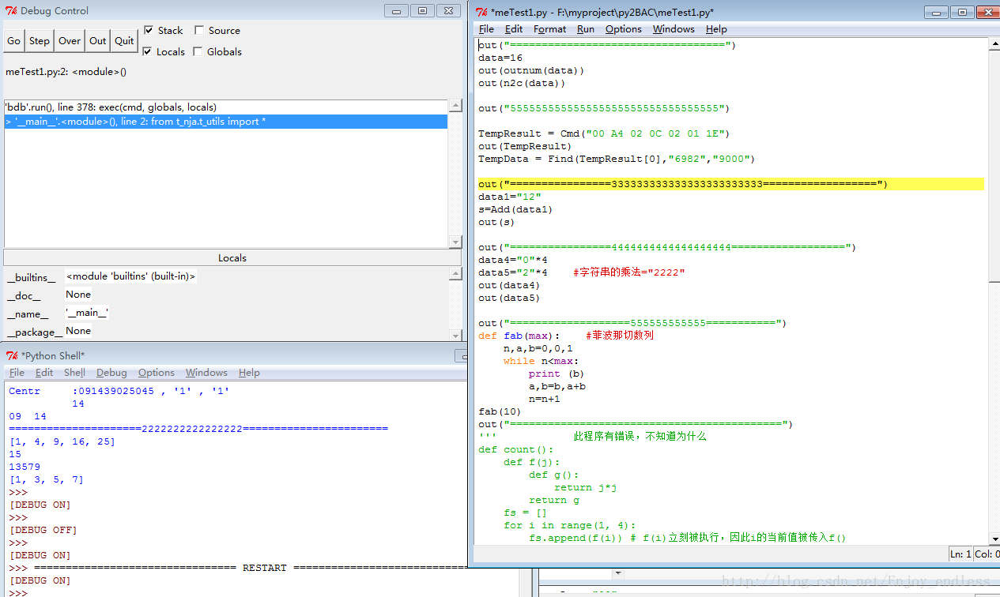 Debug Control
Go Step Over Out Quit
Stack Source
Locals Globals
meTest1.py:2: <module>()
'bdb'.run(), line 378: exec(cmd, globals, locals)
> '__main__'.<module>(), line 2: from t_nja.t_utils import *
Locals
__builtins__ <module 'builtins' (built-in)>
__doc__ None
__name__ '__main__'
__package__ None
*Python Shell*
File Edit Shell Debug Options Windows Help
Centr :091439025045 , '1' , '1'
14
09 14
=====================2222222222222222=======================
[1, 4, 9, 16, 25]
15
13579
[1, 3, 5, 7]
>>>
[DEBUG ON]
>>>
[DEBUG OFF]
>>>
[DEBUG ON]
>>> ================================ RESTART ============================
[DEBUG ON]
>>>
*meTest1.py - F:\myproject\py2BAC\meTest1.py*
File Edit Format Run Options Windows Help
out("==================================")
data=16
out(outnum(data))
out(n2c(data))
out("555555555555555555555555555555555")
TempResult = Cmd("00 A4 02 0C 02 01 1E")
out(TempResult)
TempData = Find(TempResult[0],"6982","9000")
out("================333333333333333333333333==================")
data1="12"
s=Add(data1)
out(s)
out("================4444444444444444444==================")
data4="0"*4
data5="2"*4 #字符串的乘法="2222"
out(data4)
out(data5)
out("===================555555555555===========")
def fab(max): #菲波那切数列
n,a,b=0,0,1
while n<max:
print (b)
a,b=b,a+b
n=n+1
fab(10)
out("===========================================")
''' 此程序有错误，不知道为什么
def count():
def f(j):
def g():
return j*j
return g
fs = []
for i in range(1, 4):
fs.append(f(i)) # f(i)立刻被执行，因此i的当前值被传入f()
Ln: 1 Col: 0
http://blog.csdn.net/Enjoy_endless